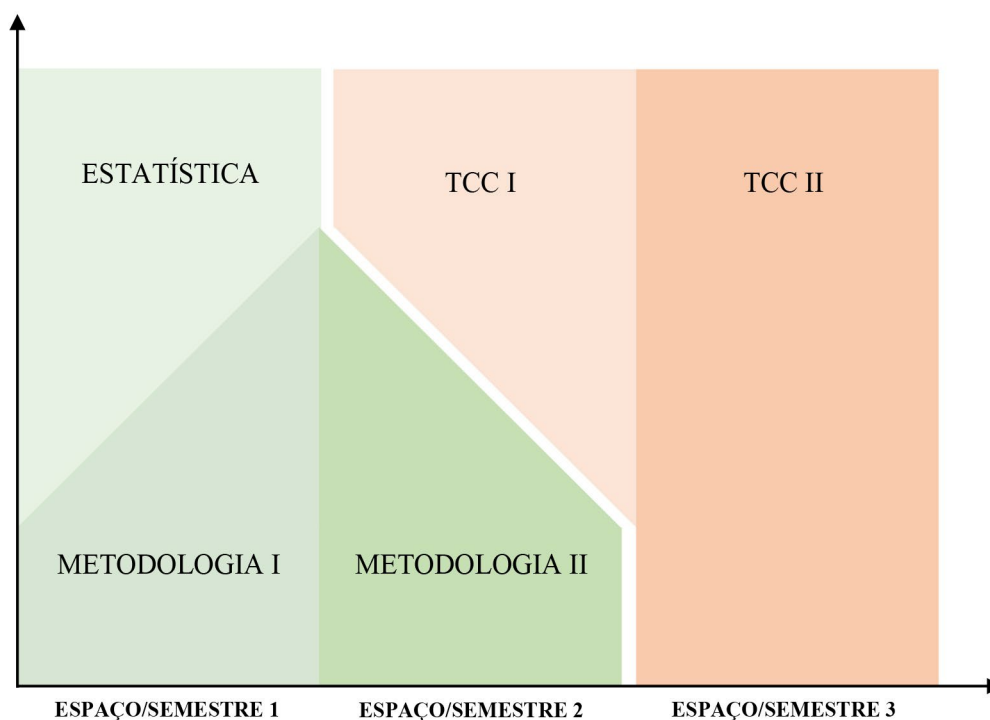 ESTATÍSTICA
TCC I
TCC II
METODOLOGIA I
METODOLOGIA II
ESPAÇO/SEMESTRE 1
ESPAÇO/SEMESTRE 2
ESPAÇO/SEMESTRE 3